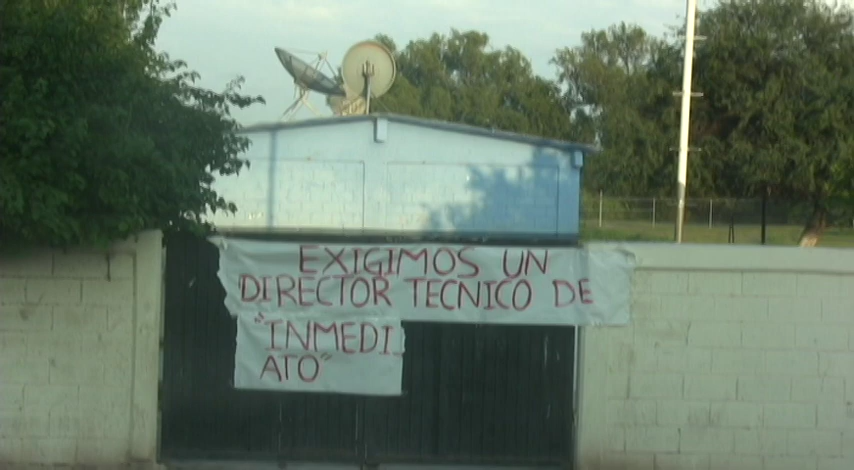 EXIGIMOS UN
DIRECTOR TECNICO DE
"INMEDI
ATO"